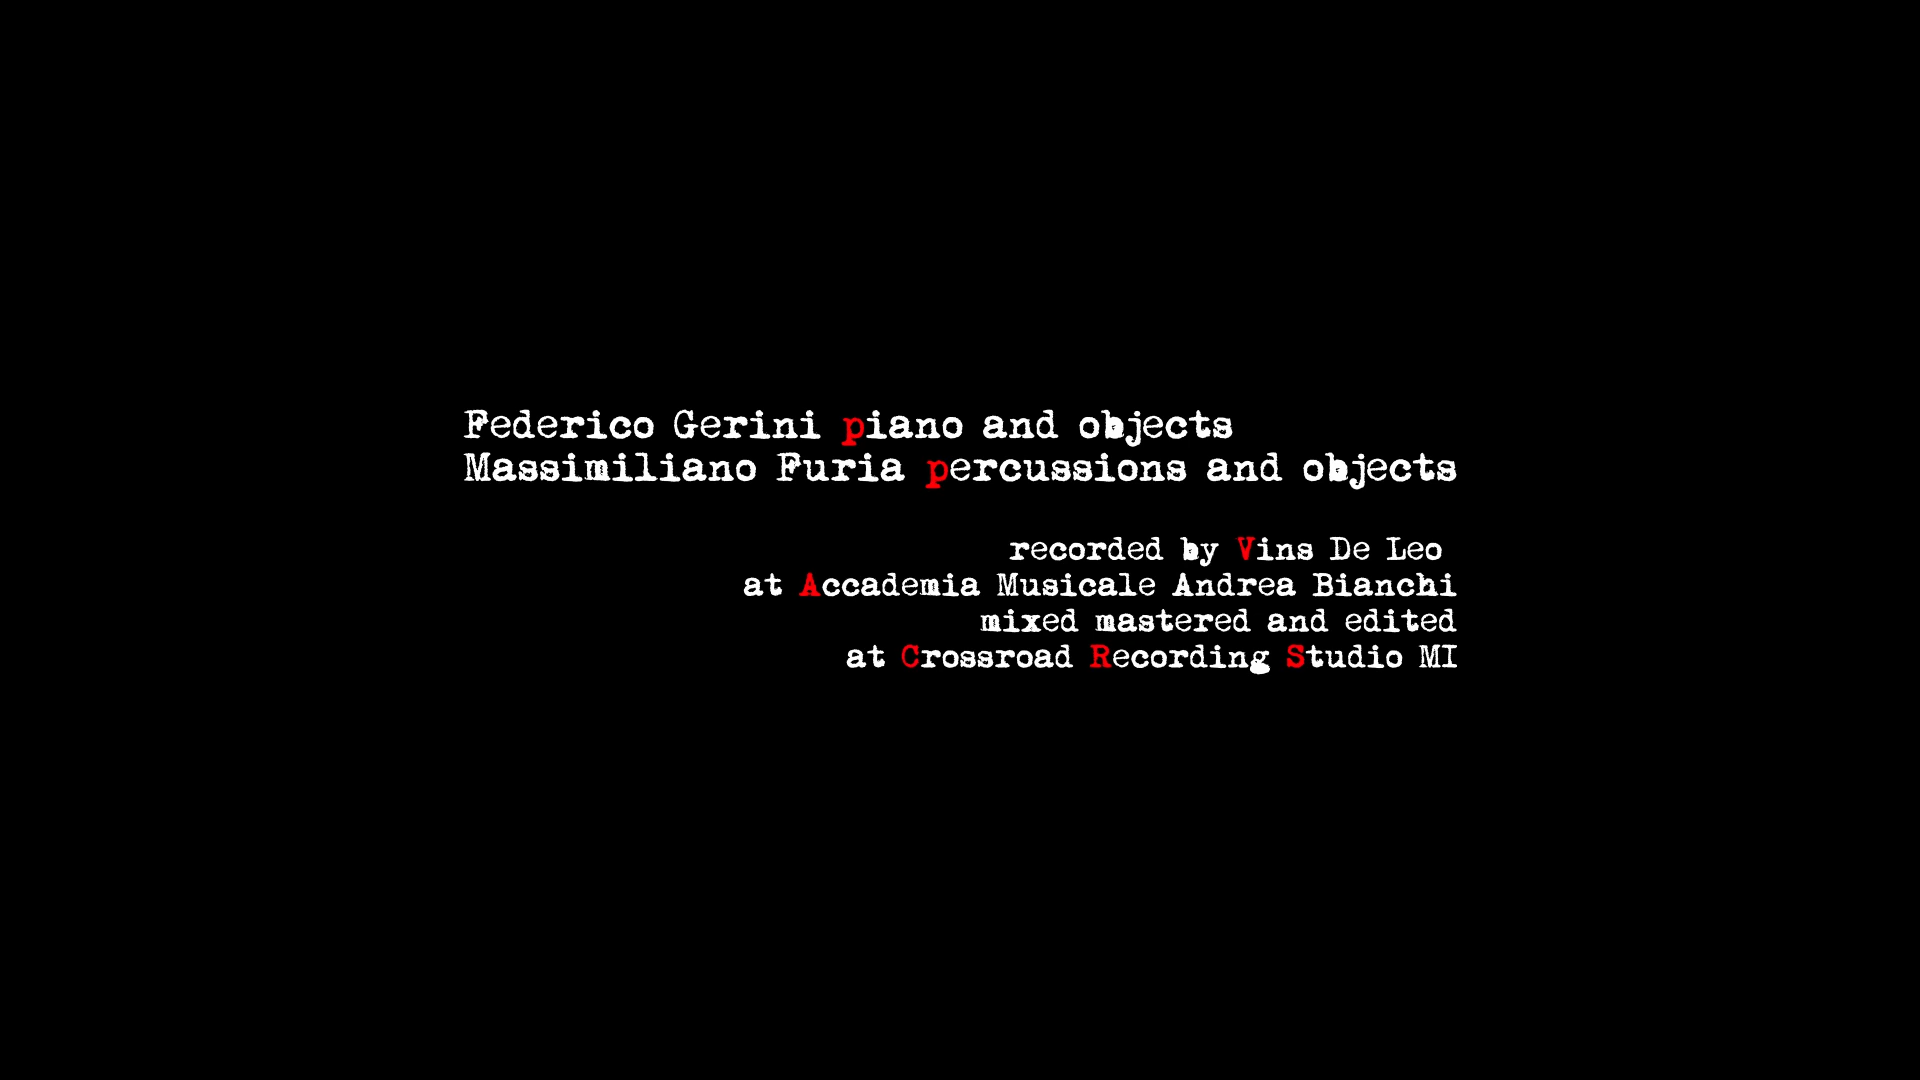 Federico Gerini piano and objects
Massimiliano Furia percussions and objects
recorded by Vins De Leo
at Accademia Musicale Andrea Bianchi
mixed mastered and edited
at Crossroad Recording Studio MI